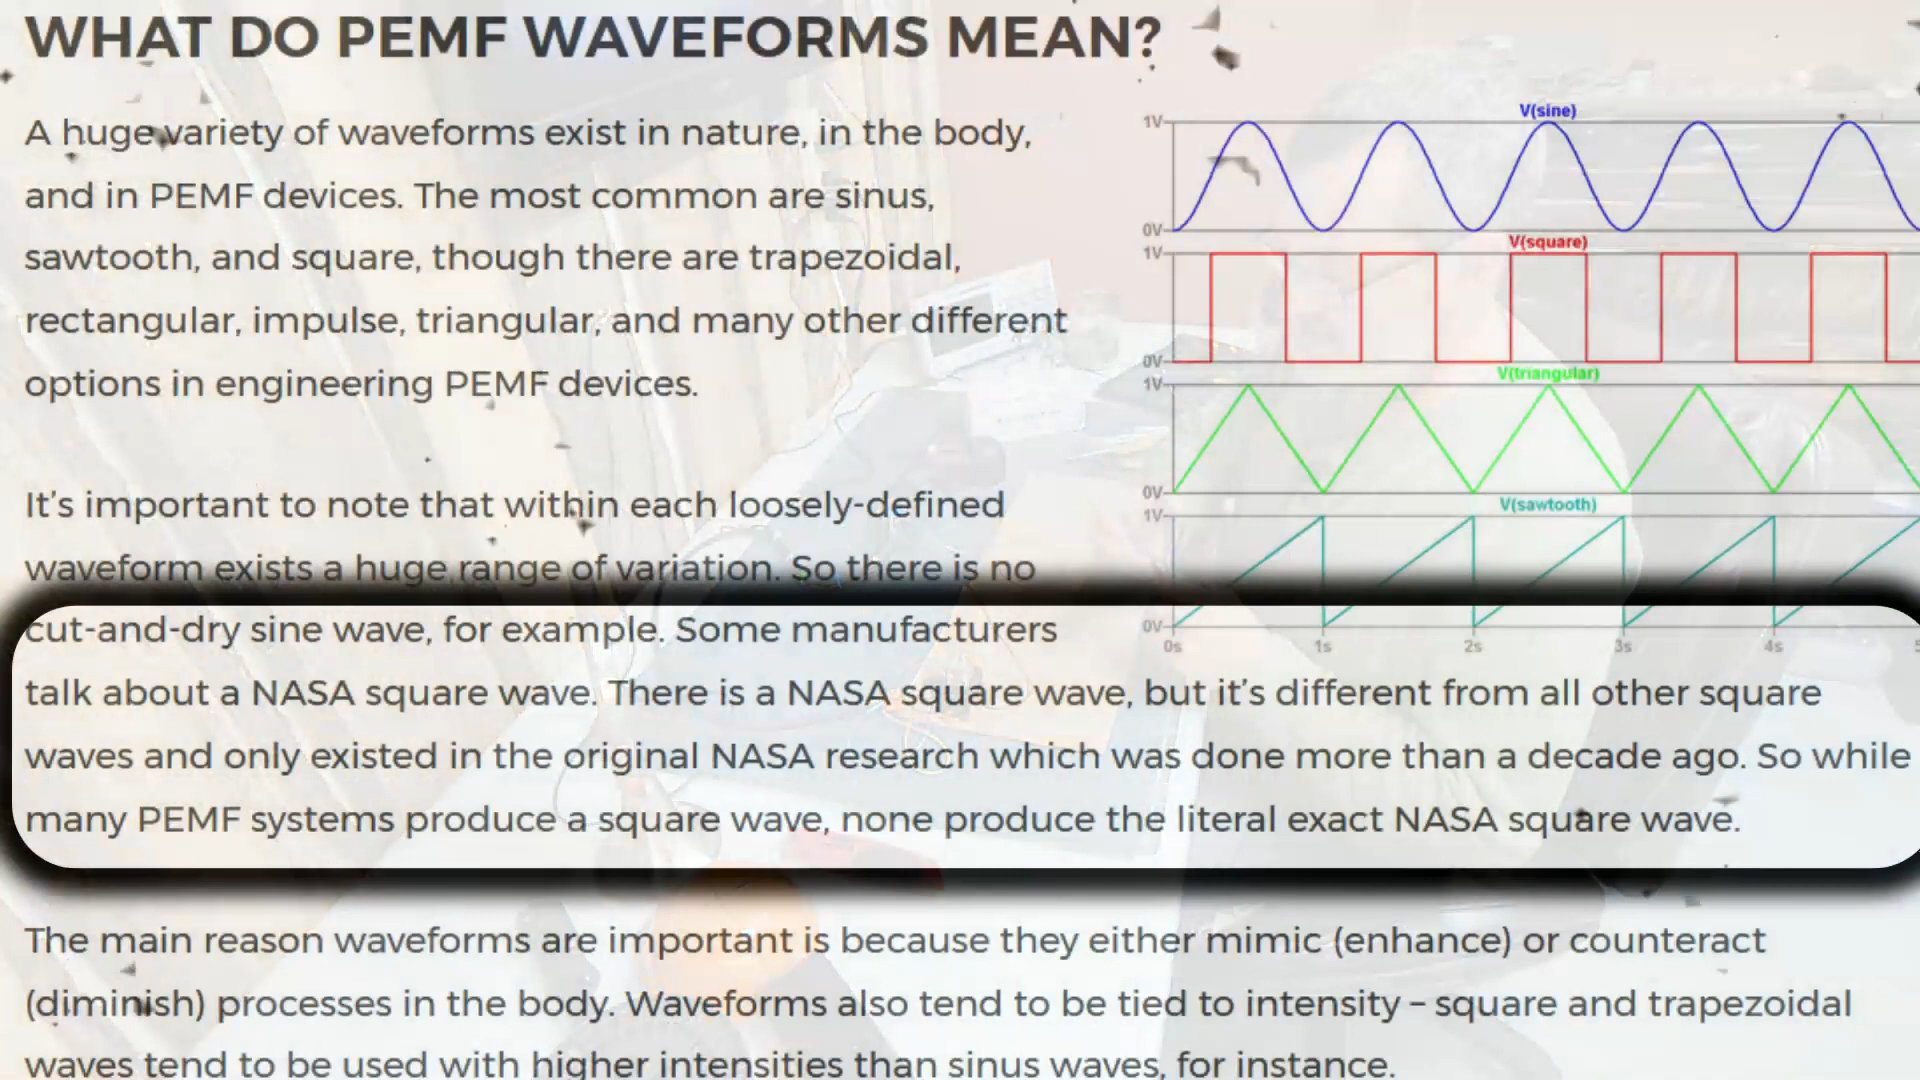 WHAT DO PEMF WAVEFORMS MEAN?
A huge variety of waveforms exist in nature, in the body,
and in PEMF devices. The most common are sinus,
sawtooth, and square, though there are trapezoidal,
rectangular, impulse, triangular, and many other different
options in engineering PEMF devices.
It’s important to note that within each loosely-defined
waveform exists a huge range of variation. So there is no
cut-and-dry sine wave, for example. Some manufacturers
talk about a NASA square wave. There is a NASA square wave, but it’s different from all other square
waves and only existed in the original NASA research which was done more than a decade ago. So while
many PEMF systems produce a square wave, none produce the literal exact NASA square wave.
The main reason waveforms are important is because they either mimic (enhance) or counteract
(diminish) processes in the body. Waveforms also tend to be tied to intensity – square and trapezoidal
waves tend to be used with higher intensities than sinus waves, for instance.
V(sine)
1V
0V
V(square)
1V
0V
V(triangular)
1V
0V
V(sawtooth)
1V
0V
0s 1s 2s 3s 4s